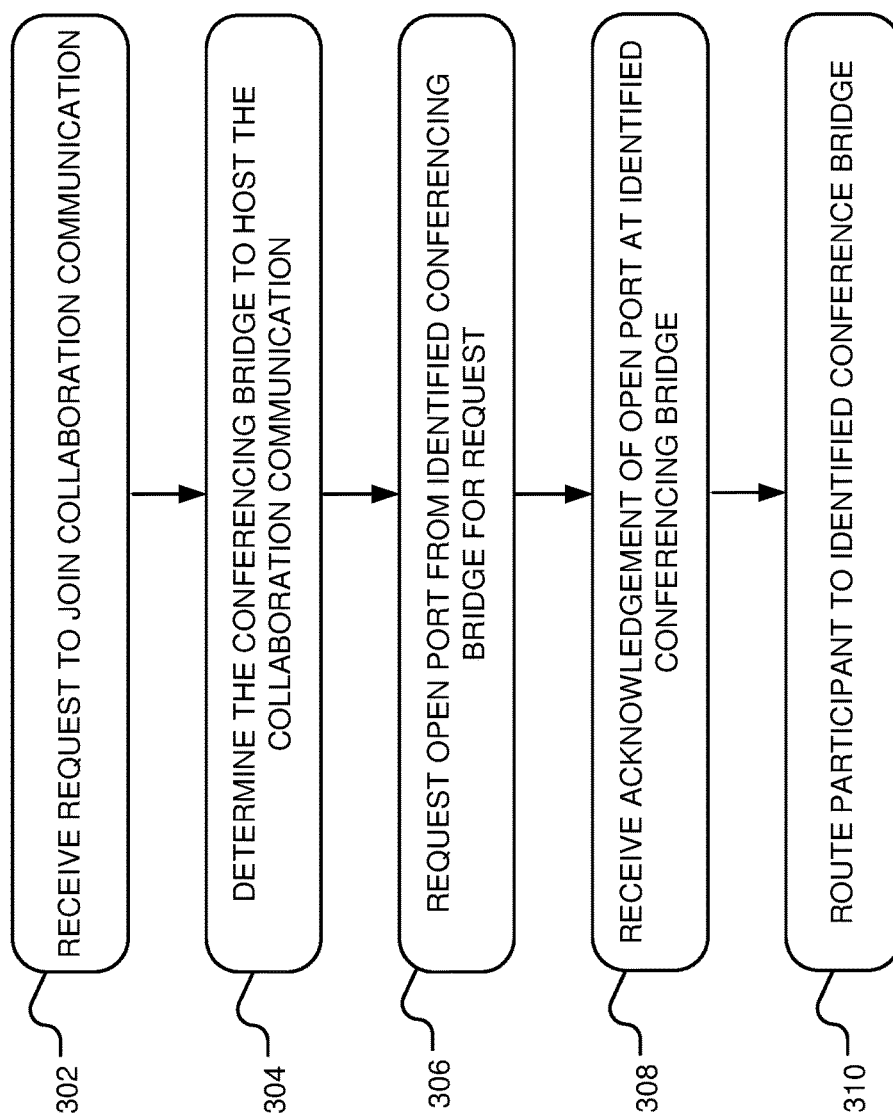 302
RECEIVE REQUEST TO JOIN COLLABORATION COMMUNICATION
304
DETERMINE THE CONFERENCING BRIDGE TO HOST THE
COLLABORATION COMMUNICATION
306
REQUEST OPEN PORT FROM IDENTIFIED CONFERENCING
BRIDGE FOR REQUEST
308
RECEIVE ACKNOWLEDGEMENT OF OPEN PORT AT IDENTIFIED
CONFERENCING BRIDGE
310
ROUTE PARTICIPANT TO IDENTIFIED CONFERENCE BRIDGE